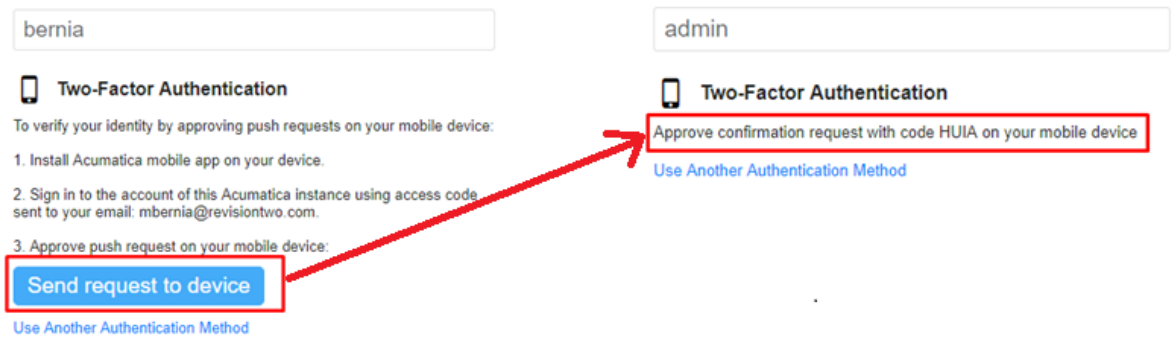 bernia
Two-Factor Authentication
To verify your identity by approving push requests on your mobile device:
1. Install Acumatica mobile app on your device.
2. Sign in to the account of this Acumatica instance using access code
sent to your email: mbernia@revisiontwo.com.
3. Approve push request on your mobile device:
Send request to device
Use Another Authentication Method
admin
Two-Factor Authentication
Approve confirmation request with code HUIA on your mobile device
Use Another Authentication Method